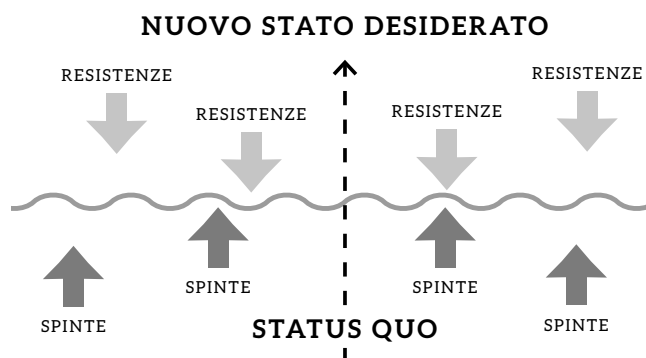 NUOVO STATO DESIDERATO
RESISTENZE
RESISTENZE
RESISTENZE
RESISTENZE
SPINTE
SPINTE
SPINTE
SPINTE
STATUS QUO